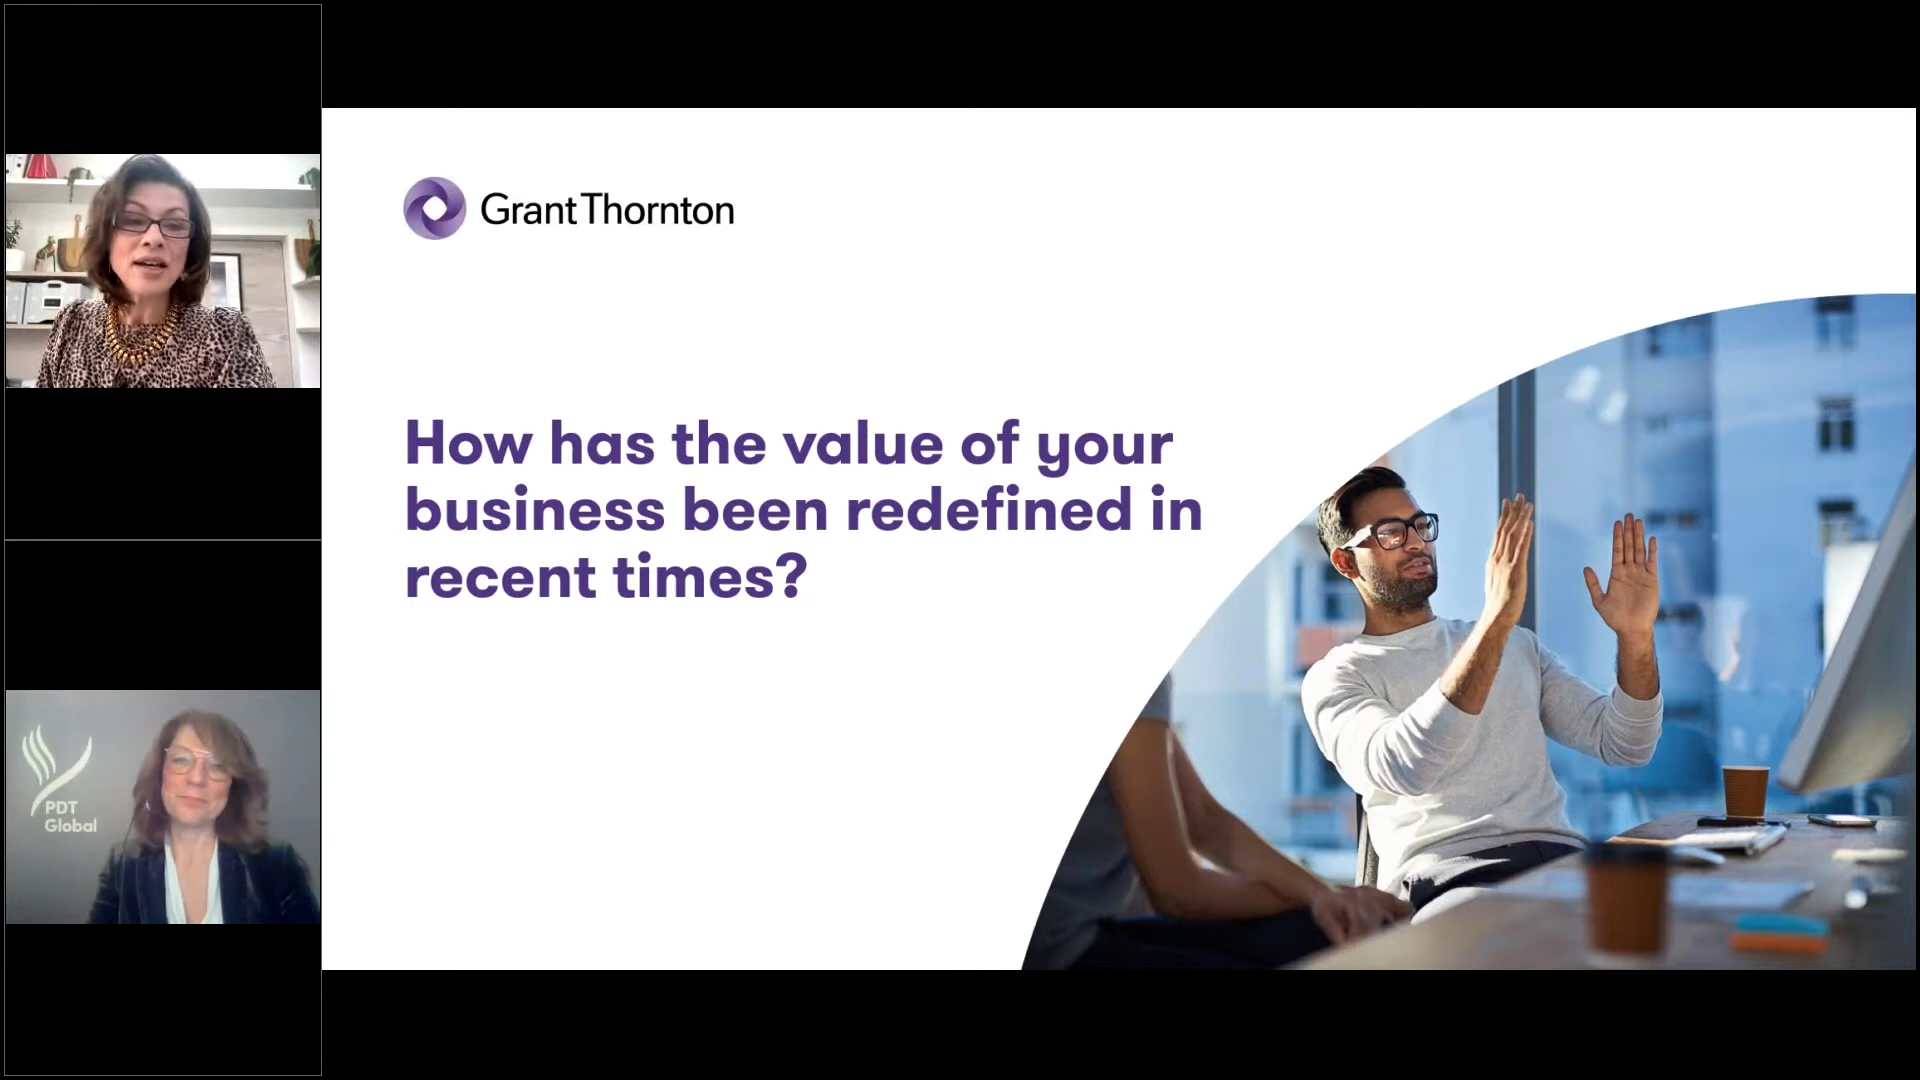 Grant Thornton
How has the value of your
business been redefined in
recent times?
PDT
Global